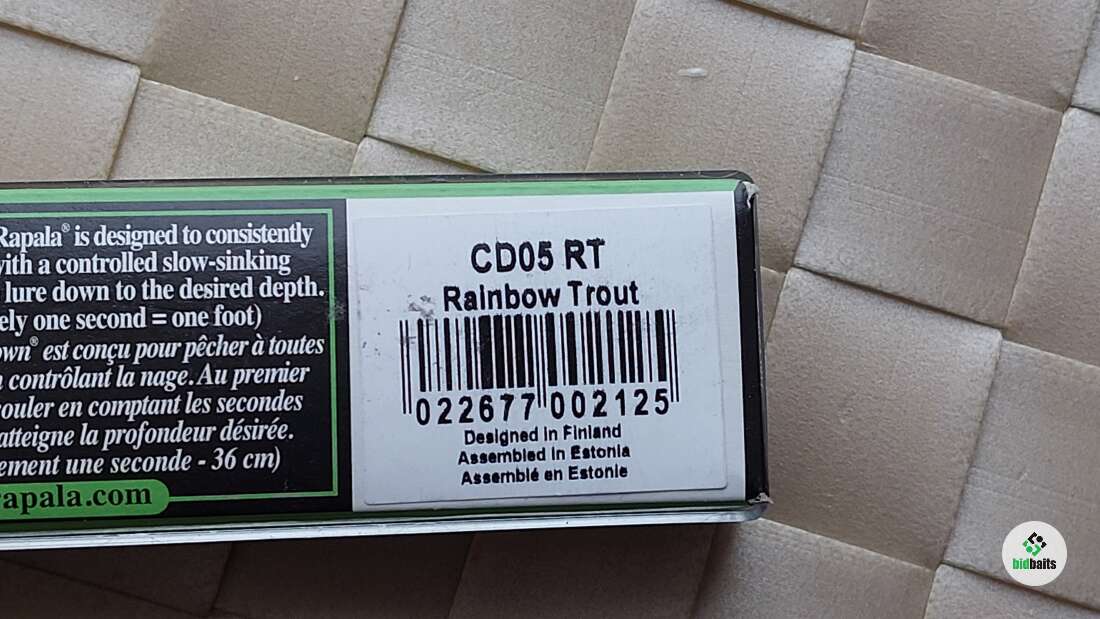 Rapala® is designed to consistently
with a controlled slow-sinking
lure down to the desired depth.
ely one second = one foot)
own® est conçu pour pêcher à toutes
contrôlant la nage. Au premier
couler en comptant les secondes
atteigne la profondeur désirée.
ement une seconde - 36 cm)
rapala.com
CD05 RT
Rainbow Trout
022677 002125
Designed in Finland
Assembled in Estonia
Assemblé en Estonie
bidbaits